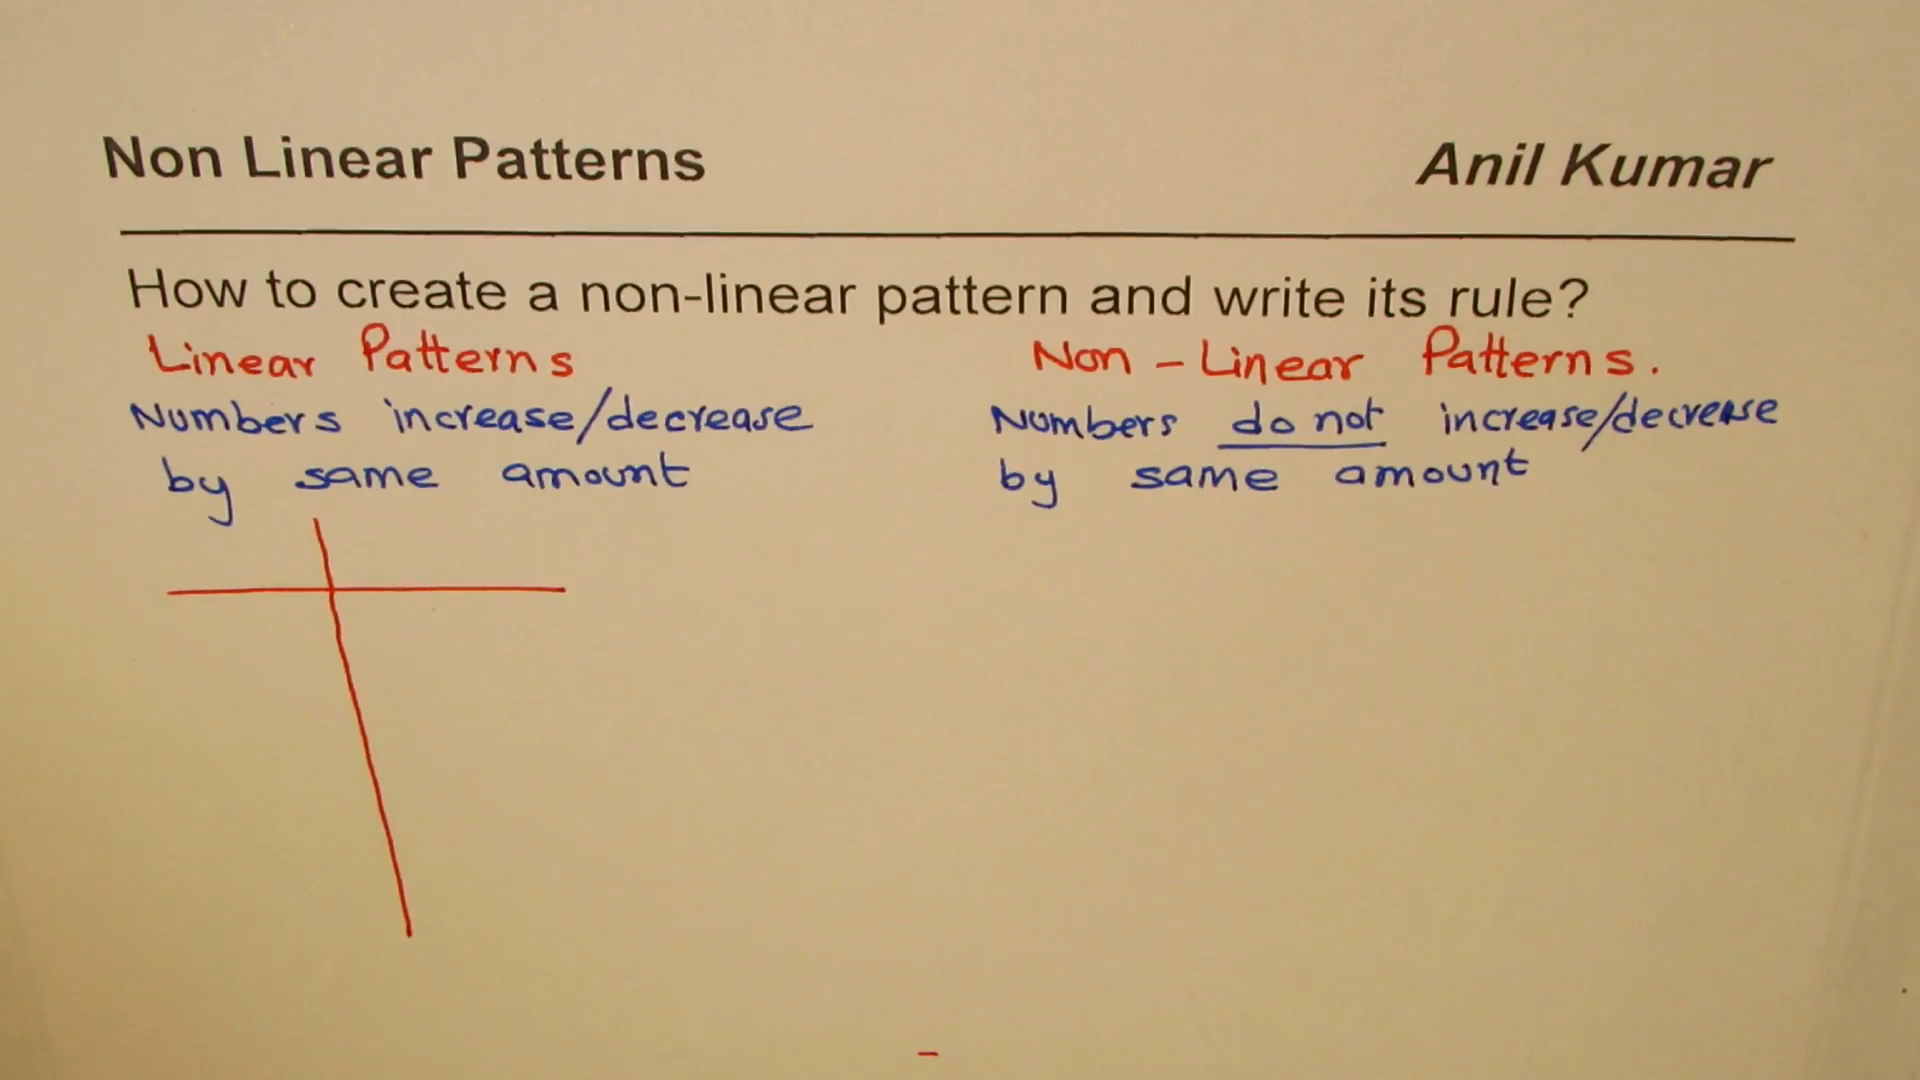 Non Linear Patterns
Anil Kumar
How to create a non-linear pattern and write its rule?
Linear Patterns
Numbers increase/decrease
by same amount
Non - Linear Patterns.
Numbers do not increase/decrease
by same amount